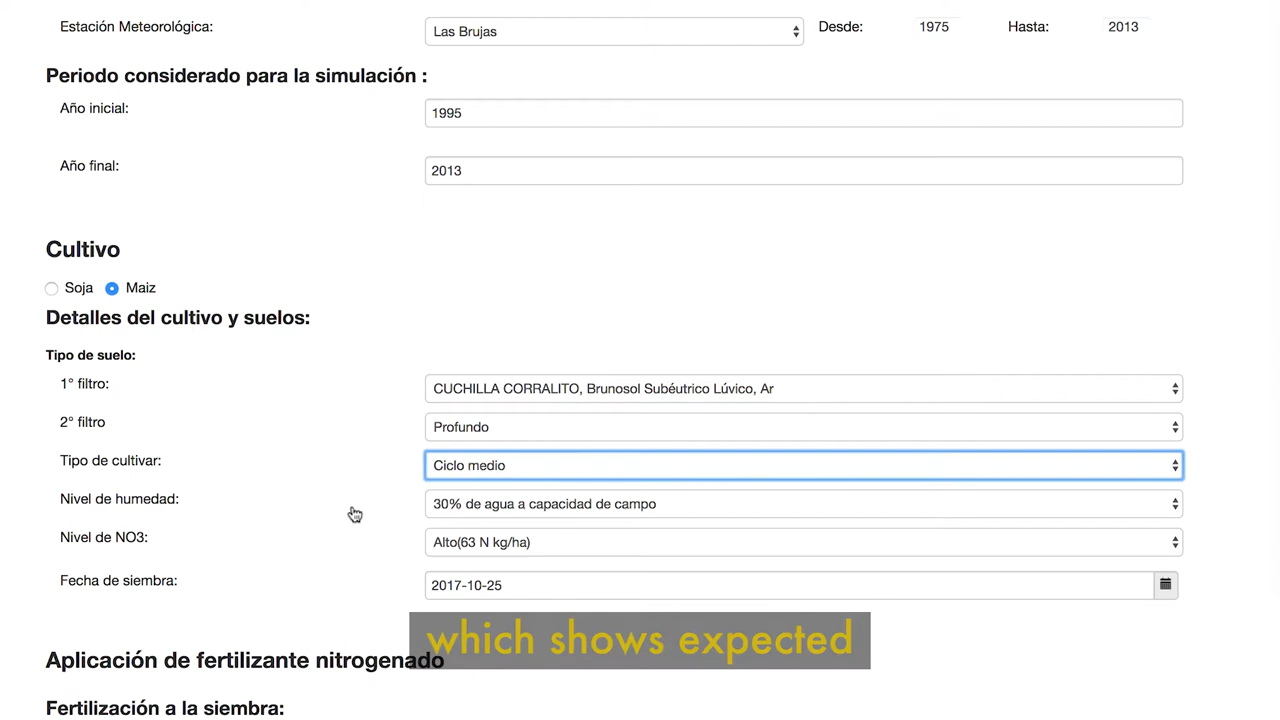 Estación Meteorológica: Las Brujas Desde: 1975 Hasta: 2013
Periodo considerado para la simulación :
Año inicial: 1995
Año final: 2013
Cultivo
Soja Maiz
Detalles del cultivo y suelos:
Tipo de suelo:
1° filtro: CUCHILLA CORRALITO, Brunosol Subéutrico Lúvico, Ar
2° filtro Profundo
Tipo de cultivar: Ciclo medio
Nivel de humedad: 30% de agua a capacidad de campo
Nivel de NO3: Alto(63 N kg/ha)
Fecha de siembra: 2017-10-25
which shows expected
Aplicación de fertilizante nitrogenado
Fertilización a la siembra: